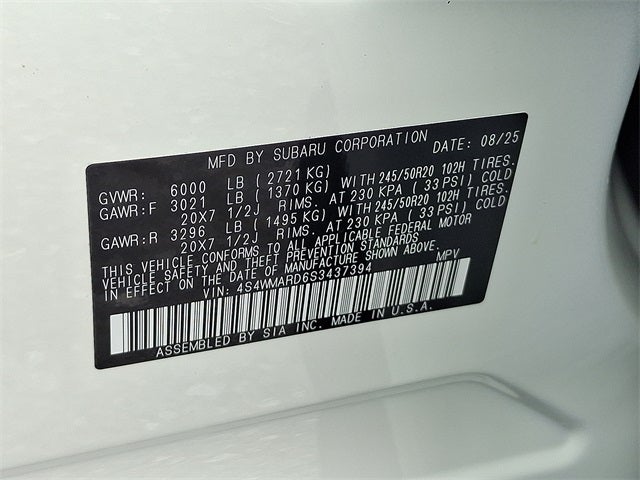 MFD BY SUBARU CORPORATION DATE: 08/25
GVWR: 6000 LB ( 2721 KG)
GAWR:F 3021 LB ( 1370 KG) WITH 245/50R20 102H TIRES.
20X7 1/2J RIMS. AT 230 KPA ( 33 PSI) COLD
GAWR:R 3296 LB ( 1495 KG) WITH 245/50R20 102H TIRES.
20X7 1/2J RIMS. AT 230 KPA ( 33 PSI) COLD
THIS VEHICLE CONFORMS TO ALL APPLICABLE FEDERAL MOTOR
VEHICLE SAFETY AND THEFT PREVENTION STANDARDS
IN EFFECT ON THE DATE OF MANUFACTURE SHOWN ABOVE.
VIN: 4S4WMARD6S3437394 MPV
ASSEMBLED BY SIA INC. MADE IN U.S.A.